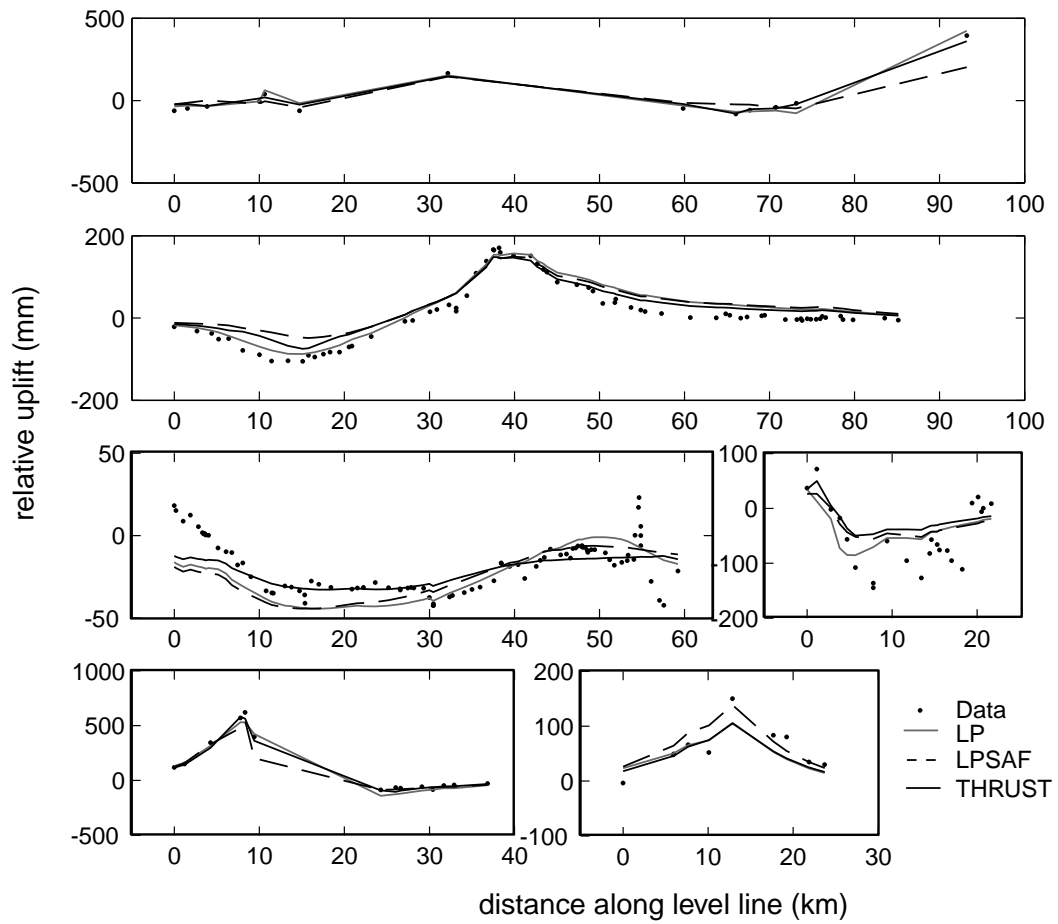 500
0
-500
0 10 20 30 40 50 60 70 80 90 100
200
0
-200
0 10 20 30 40 50 60 70 80 90 100
relative uplift (mm)
50
0
-50
0 10 20 30 40 50 60
100
0
-100
-200
0 10 20
1000
500
0
-500
0 10 20 30 40
200
100
0
-100
0 10 20 30
Data
LP
LPSAF
THRUST
distance along level line (km)